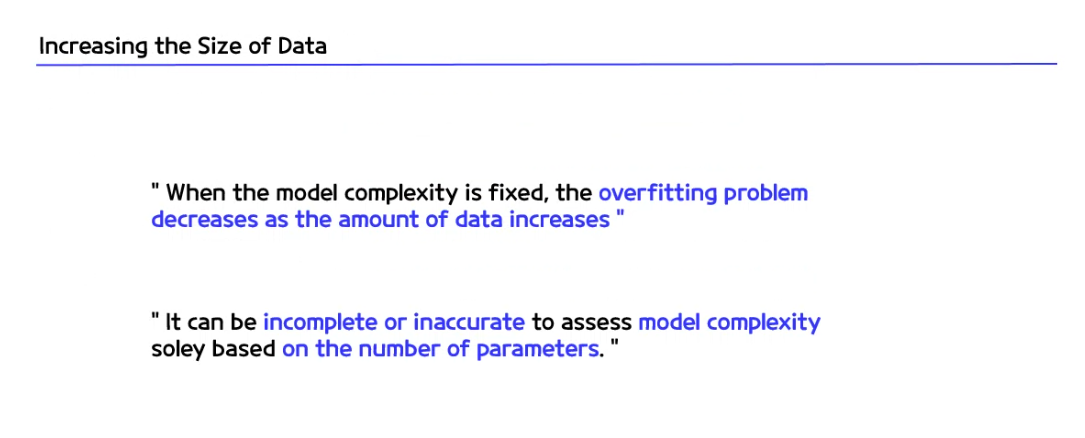 Increasing the Size of Data
" When the model complexity is fixed, the overfitting problem
decreases as the amount of data increases "
" It can be incomplete or inaccurate to assess model complexity
soley based on the number of parameters. "